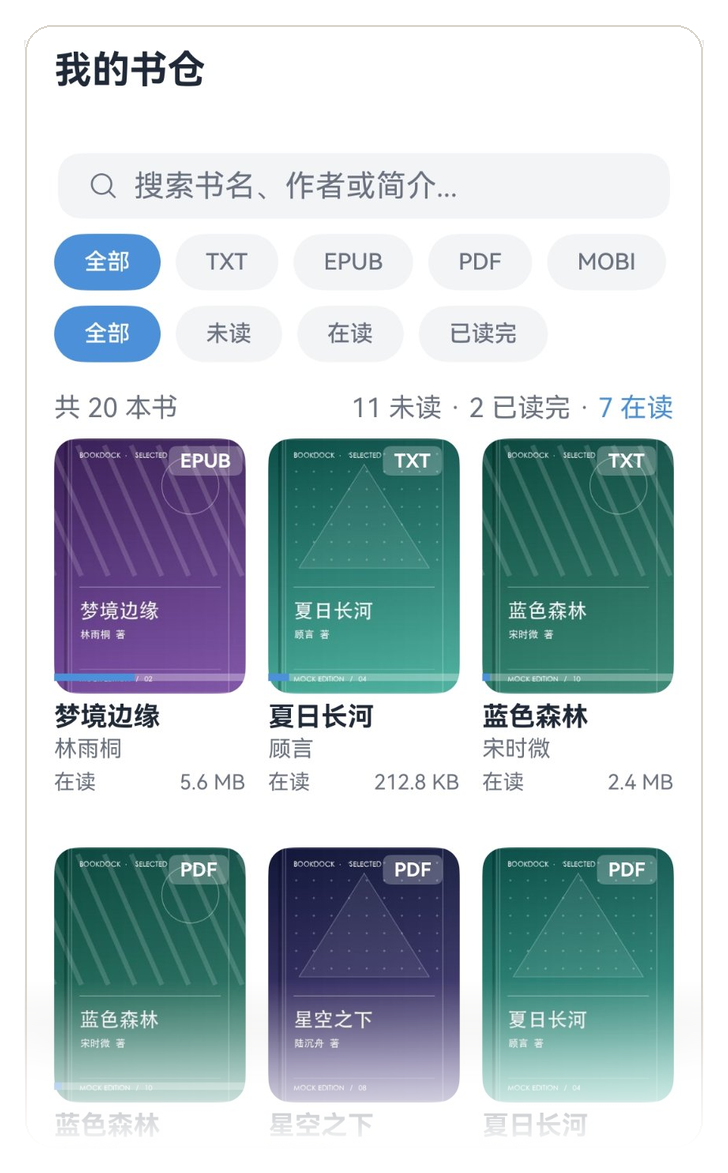 我的书仓
搜索书名、作者或简介...
全部 TXT EPUB PDF MOBI
全部 未读 在读 已读完
共 20 本书 11 未读 · 2 已读完 · 7 在读
BOOKDOCK · SELECTED EPUB
梦境边缘
林雨桐 著
/ 02
梦境边缘
林雨桐
在读 5.6 MB
BOOKDOCK · SELECTED TXT
夏日长河
顾言 著
MOCK EDITION / 04
夏日长河
顾言
在读 212.8 KB
BOOKDOCK · SELECTED TXT
蓝色森林
宋时微 著
MOCK EDITION / 10
蓝色森林
宋时微
在读 2.4 MB
BOOKDOCK · SELECTED PDF
蓝色森林
宋时微 著
MOCK EDITION / 10
蓝色森林
BOOKDOCK · SELECTED PDF
星空之下
陆沉舟 著
MOCK EDITION / 08
星空之下
BOOKDOCK · SELECTED PDF
夏日长河
顾言 著
MOCK EDITION / 04
夏日长河